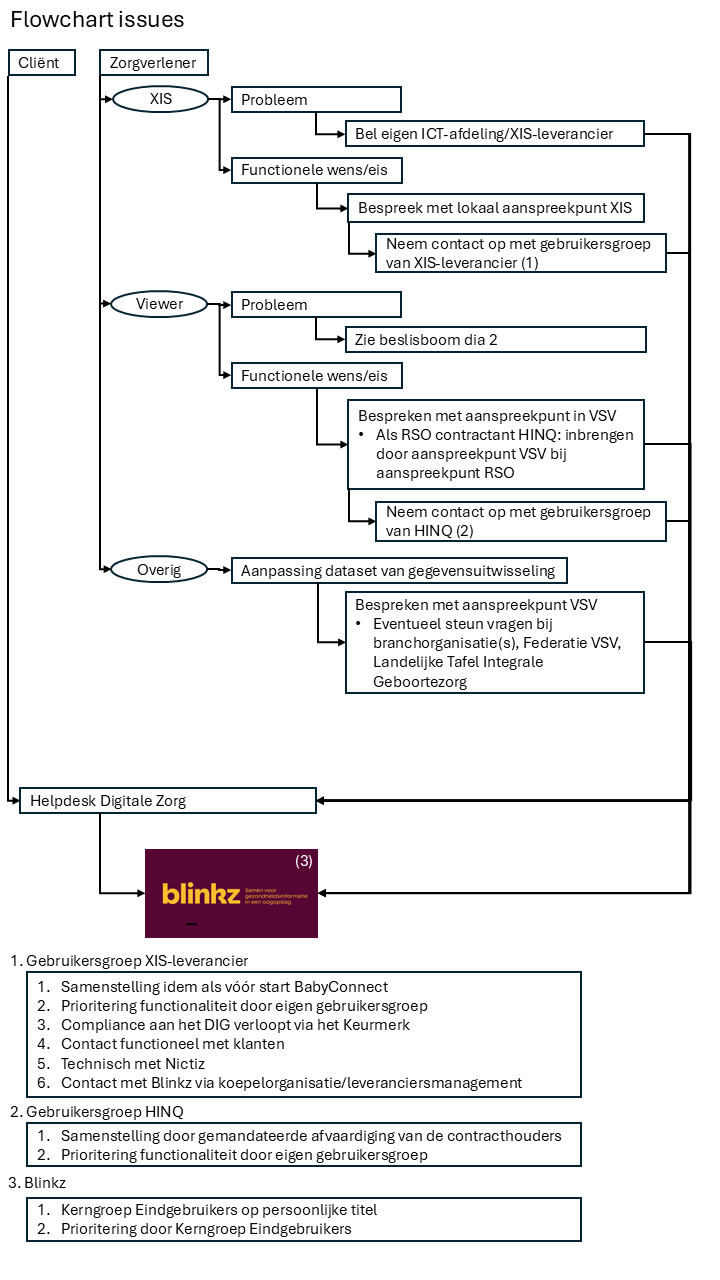 Flowchart issues
Cliënt
Zorgverlener
XIS
Probleem
Bel eigen ICT-afdeling/XIS-leverancier
Functionele wens/eis
Bespreek met lokaal aanspreekpunt XIS
Neem contact op met gebruikersgroep
van XIS-leverancier (1)
Viewer
Probleem
Zie beslisboom dia 2
Functionele wens/eis
Bespreken met aanspreekpunt in VSV
• Als RSO contractant HINQ: inbrengen
door aanspreekpunt VSV bij
aanspreekpunt RSO
Neem contact op met gebruikersgroep
van HINQ (2)
Overig
Aanpassing dataset van gegevensuitwisseling
Bespreken met aanspreekpunt VSV
• Eventueel steun vragen bij
branchorganisatie(s), Federatie VSV,
Landelijke Tafel Integrale
Geboortezorg
Helpdesk Digitale Zorg
(3)
blinkz
Samen voor
gezondheidsinformatie
in een oogopslag
1. Gebruikersgroep XIS-leverancier
1. Samenstelling idem als vóór start BabyConnect
2. Prioritering functionaliteit door eigen gebruikersgroep
3. Compliance aan het DIG verloopt via het Keurmerk
4. Contact functioneel met klanten
5. Technisch met Nictiz
6. Contact met Blinkz via koepelorganisatie/leveranciersmanagement
2. Gebruikersgroep HINQ
1. Samenstelling door gemandateerde afvaardiging van de contracthouders
2. Prioritering functionaliteit door eigen gebruikersgroep
3. Blinkz
1. Kerngroep Eindgebruikers op persoonlijke titel
2. Prioritering door Kerngroep Eindgebruikers